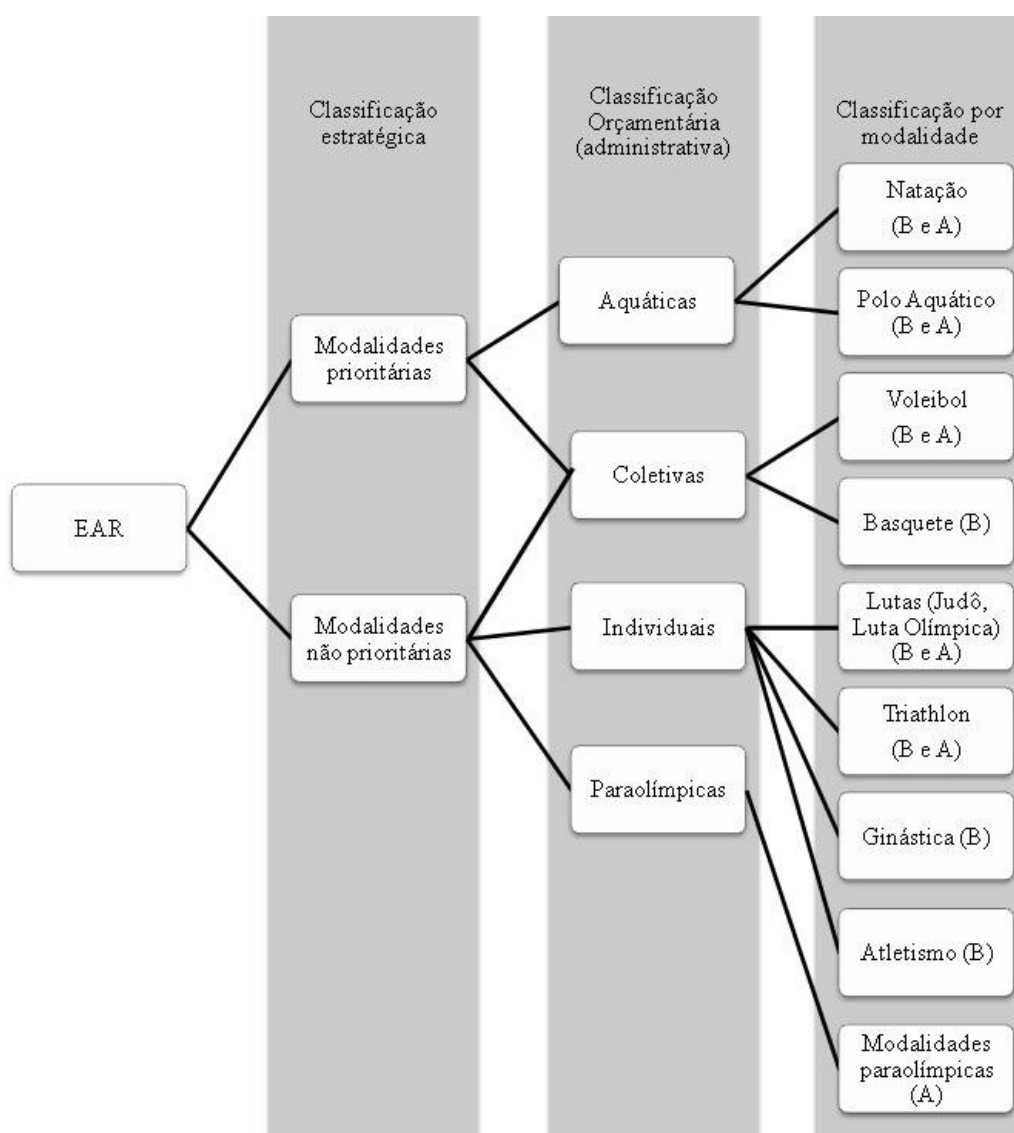 Classificação
estratégica
Classificação
Orçamentária
(administrativa)
Classificação por
modalidade
EAR
Modalidades
prioritárias
Modalidades
não prioritárias
Aquáticas
Coletivas
Individuais
Paraolímpicas
Natação
(B e A)
Polo Aquático
(B e A)
Voleibol
(B e A)
Basquete (B)
Lutas (Judô,
Luta Olímpica)
(B e A)
Triathlon
(B e A)
Ginástica (B)
Atletismo (B)
Modalidades
paraolímpicas
(A)